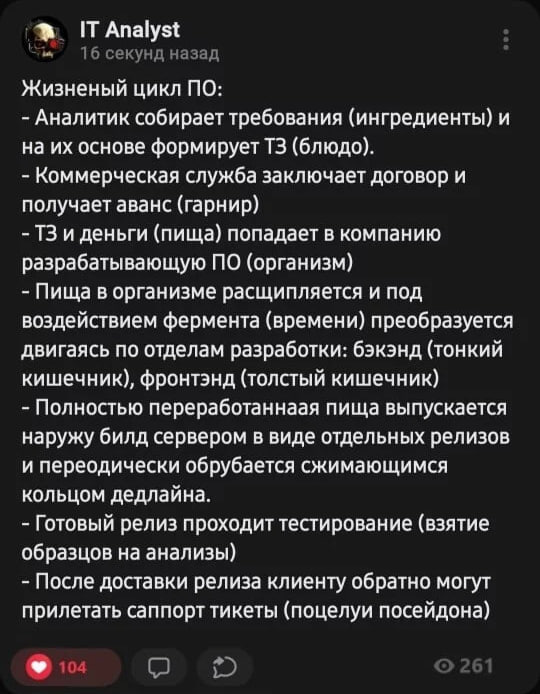 IT Analyst
16 секунд назад
Жизненый цикл ПО:
- Аналитик собирает требования (ингредиенты) и
на их основе формирует ТЗ (блюдо).
- Коммерческая служба заключает договор и
получает аванс (гарнир)
- ТЗ и деньги (пища) попадает в компанию
разрабатывающую ПО (организм)
- Пища в организме расщипляется и под
воздействием фермента (времени) преобразуется
двигаясь по отделам разработки: бэкэнд (тонкий
кишечник), фронтэнд (толстый кишечник)
- Полностью переработаннаая пища выпускается
наружу билд сервером в виде отдельных релизов
и переодически обрубается сжимающимся
кольцом дедлайна.
- Готовый релиз проходит тестирование (взятие
образцов на анализы)
- После доставки релиза клиенту обратно могут
прилетать саппорт тикеты (поцелуи посейдона)
104
261